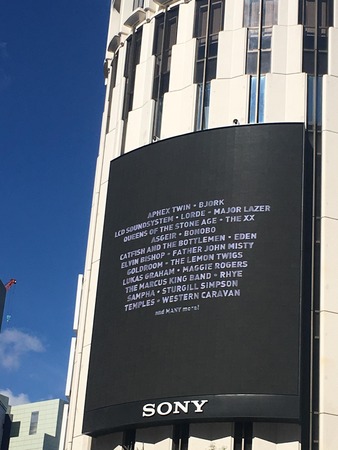 APHEX TWIN • BJORK
LCD SOUNDSYSTEM • LORDE • MAJOR LAZER
QUEENS OF THE STONE AGE • THE XX
ASGEIR • BONOBO
CATFISH AND THE BOTTLEMEN • EDEN
ELVIN BISHOP • FATHER JOHN MISTY
GOLDROOM • THE LEMON TWIGS
LUKAS GRAHAM • MAGGIE ROGERS
THE MARCUS KING BAND • RHYE
SAMPHA • STURGILL SIMPSON
TEMPLES • WESTERN CARAVAN
and MANY more!
SONY